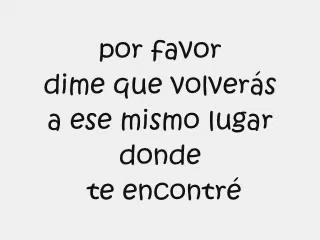 por favor
dime que volverás
a ese mismo lugar
donde
te encontré